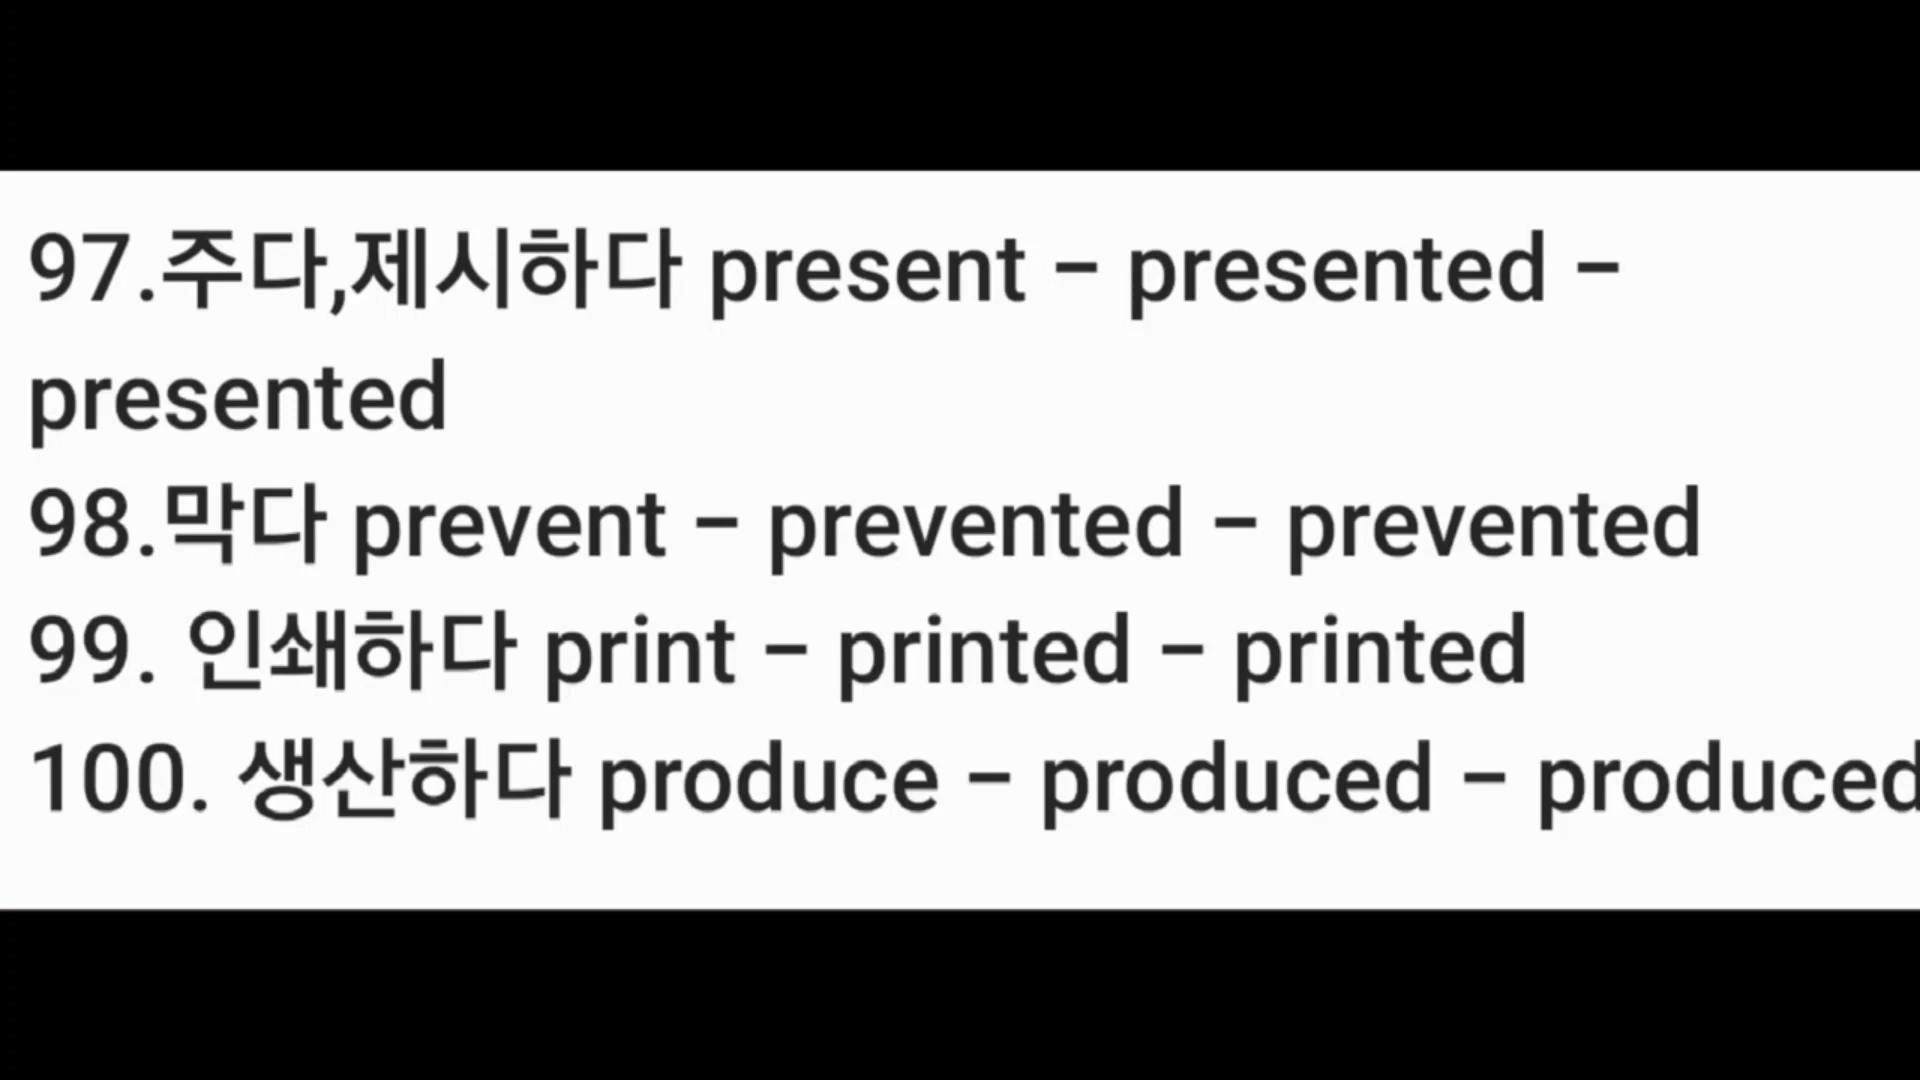 97.주다,제시하다 present – presented –
presented
98.막다 prevent – prevented – prevented
99. 인쇄하다 print – printed – printed
100. 생산하다 produce – produced – produced